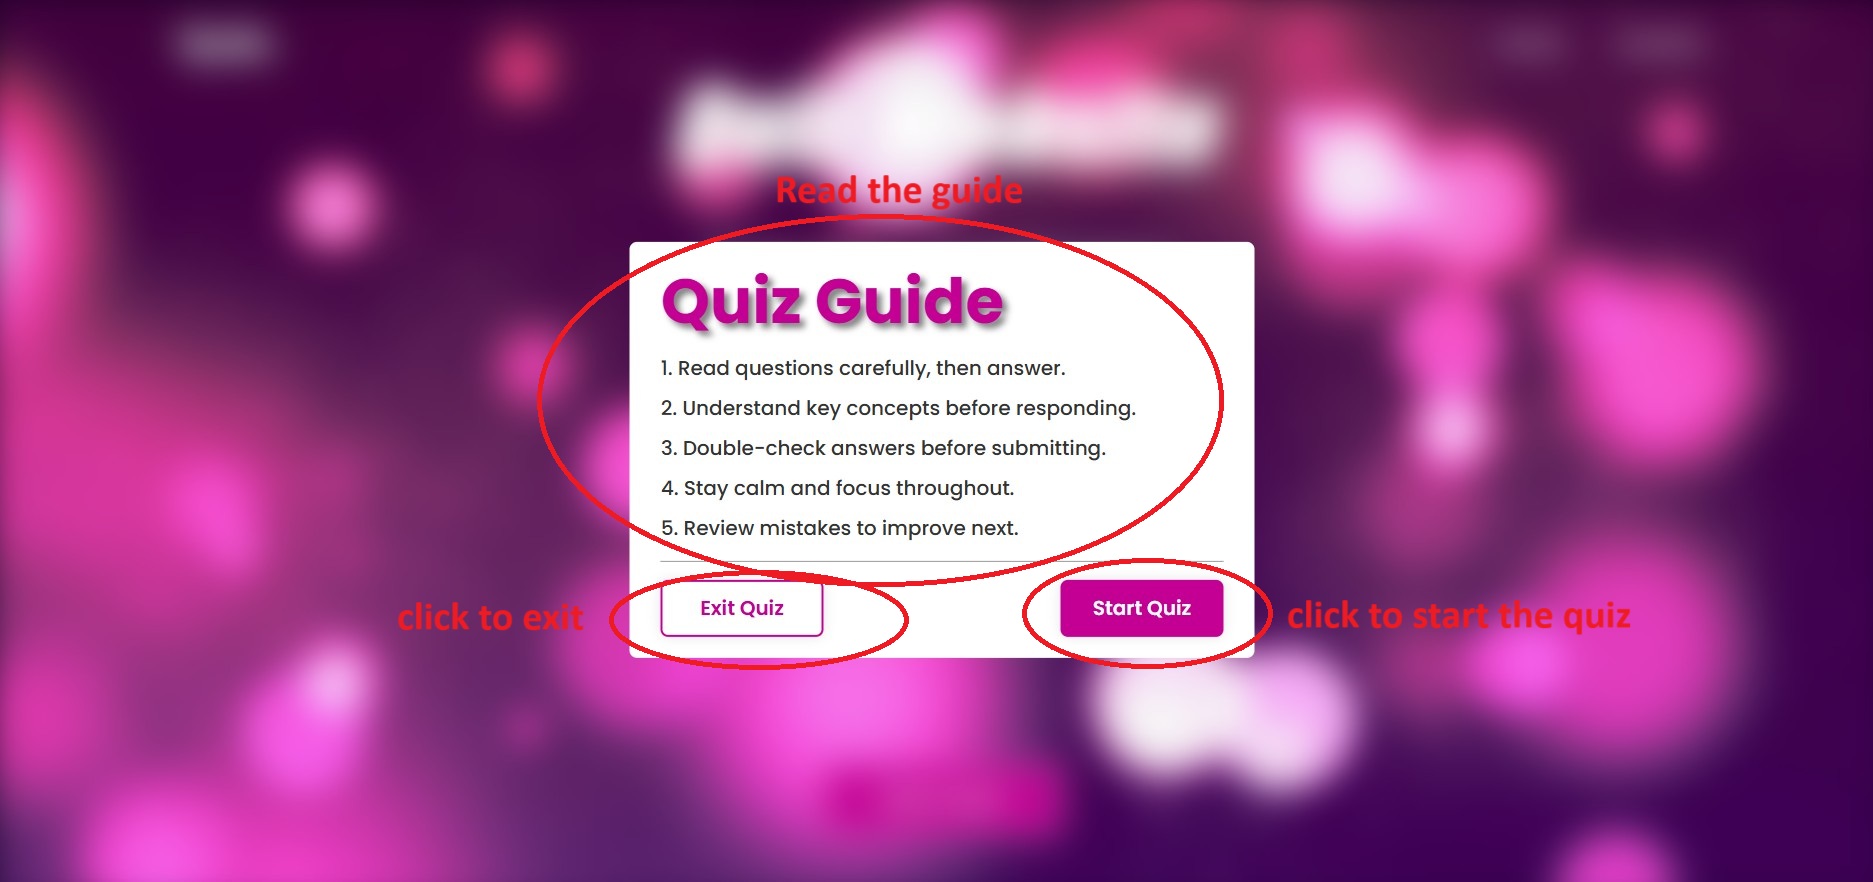 Read the guide
Quiz Guide
1. Read questions carefully, then answer.
2. Understand key concepts before responding.
3. Double-check answers before submitting.
4. Stay calm and focus throughout.
5. Review mistakes to improve next.
click to exit
Exit Quiz
Start Quiz
click to start the quiz